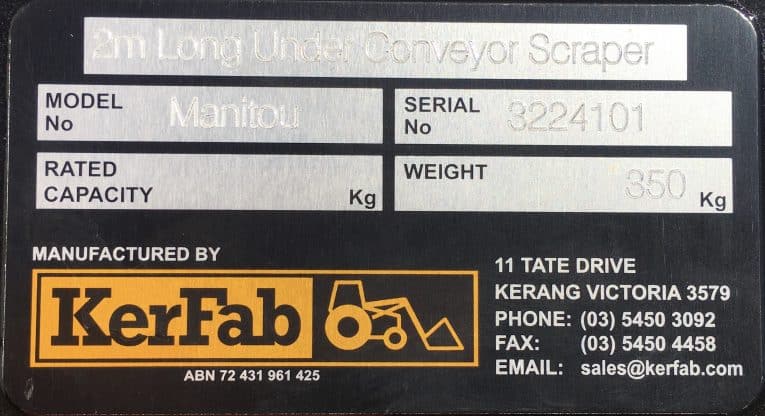 2m Long Under Conveyor Scraper
MODEL No Manitou
SERIAL No 3224101
RATED CAPACITY Kg
WEIGHT 350 Kg
MANUFACTURED BY
KerFab
ABN 72 431 961 425
11 TATE DRIVE
KERANG VICTORIA 3579
PHONE: (03) 5450 3092
FAX: (03) 5450 4458
EMAIL: sales@kerfab.com